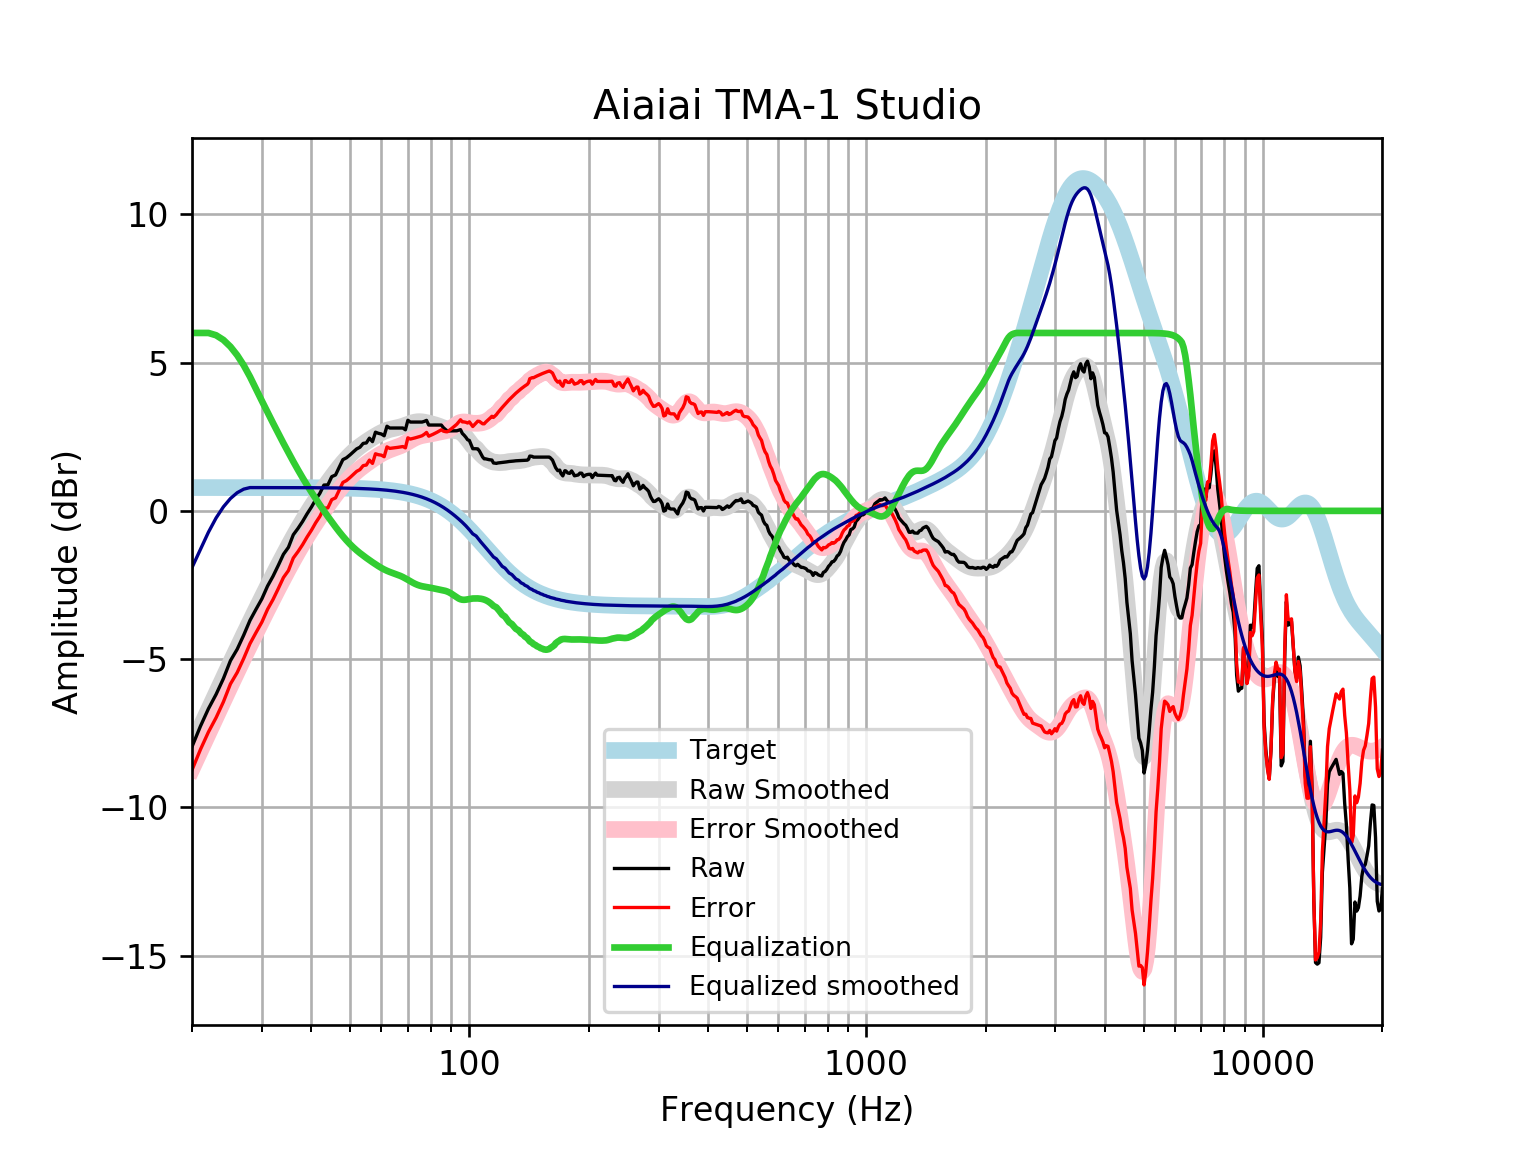 Aiaiai TMA-1 Studio
10
5
0
−5
−10
−15
Amplitude (dBr)
Target
Raw Smoothed
Error Smoothed
Raw
Error
Equalization
Equalized smoothed
100
1000
10000
Frequency (Hz)